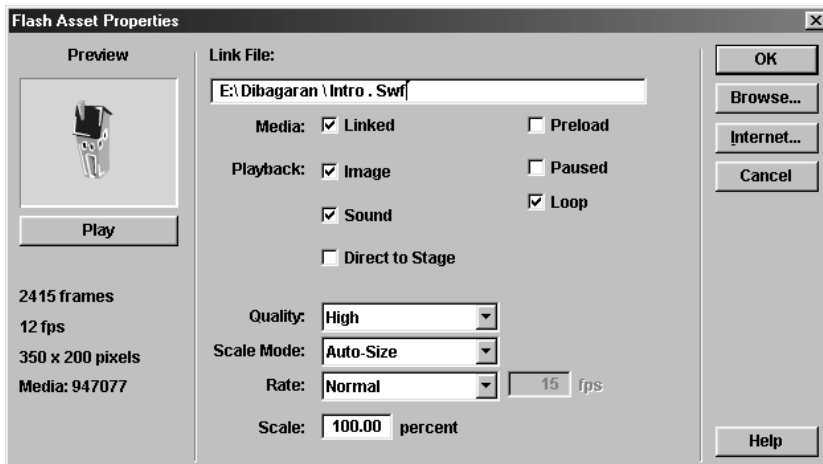 Flash Asset Properties
Preview
Play
2415 frames
12 fps
350 x 200 pixels
Media: 947077
Link File:
E:\ Dibagaran \ Intro . Swf
Media: Linked Preload
Playback: Image Paused
Sound Loop
Direct to Stage
Quality: High
Scale Mode: Auto-Size
Rate: Normal 15 fps
Scale: 100.00 percent
OK
Browse...
Internet...
Cancel
Help